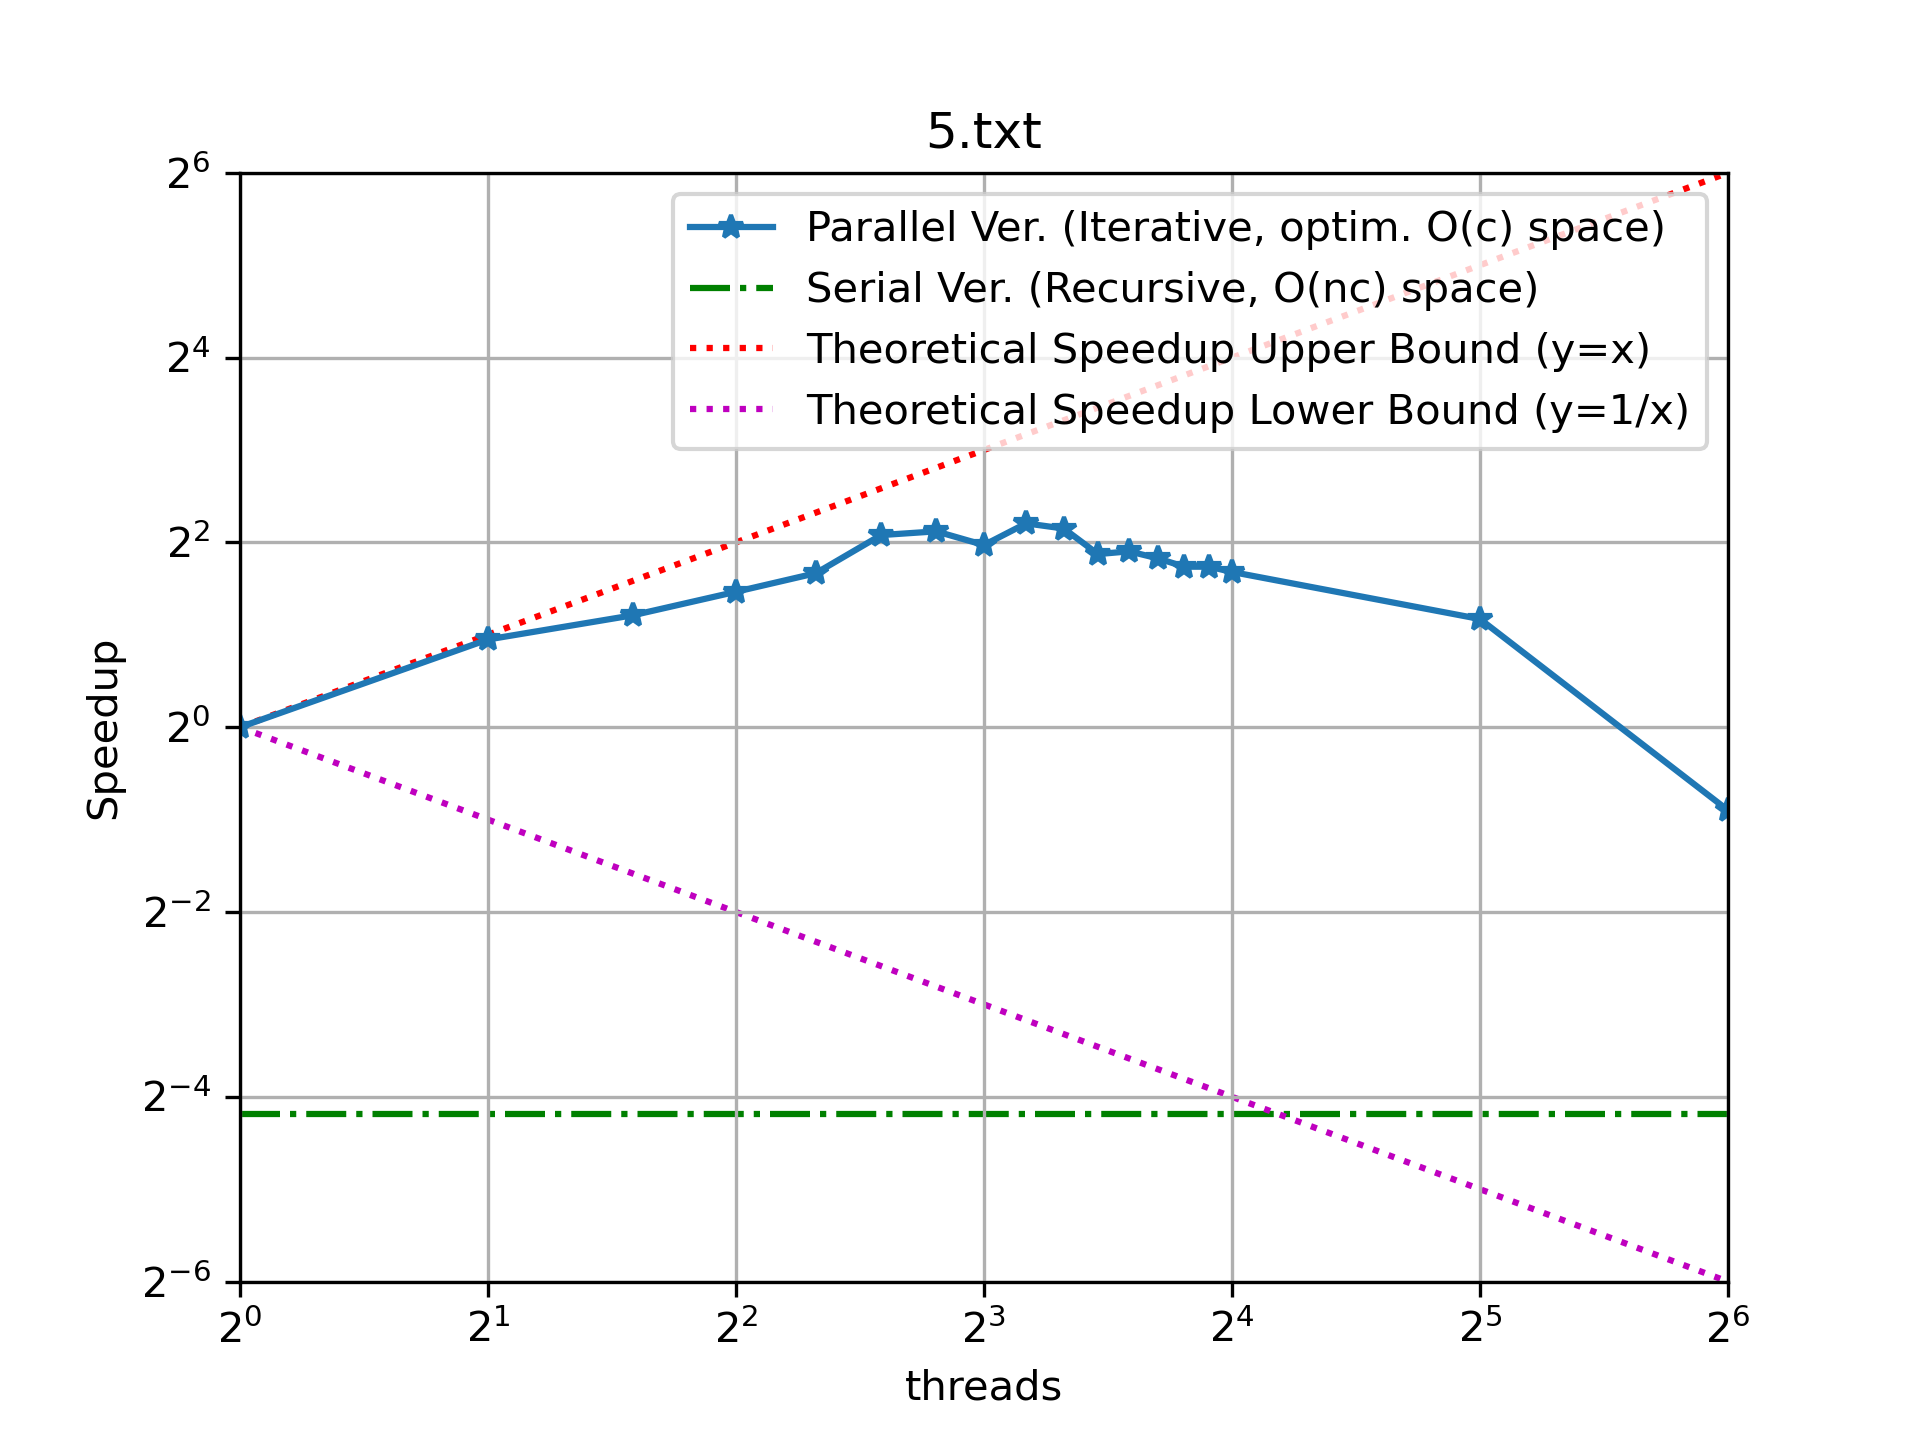 5.txt
2⁶
2⁴
2²
2⁰
2⁻²
2⁻⁴
2⁻⁶
Speedup
Parallel Ver. (Iterative, optim. O(c) space)
Serial Ver. (Recursive, O(nc) space)
Theoretical Speedup Upper Bound (y=x)
Theoretical Speedup Lower Bound (y=1/x)
2⁰ 2¹ 2² 2³ 2⁴ 2⁵ 2⁶
threads